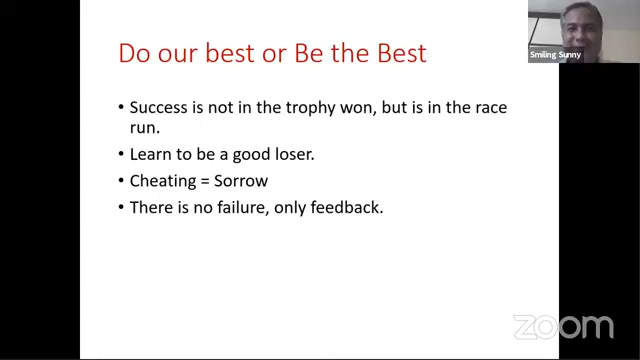 Smiling Sunny
Do our best or Be the Best
• Success is not in the trophy won, but is in the race
run.
• Learn to be a good loser.
• Cheating = Sorrow
• There is no failure, only feedback.
zoom